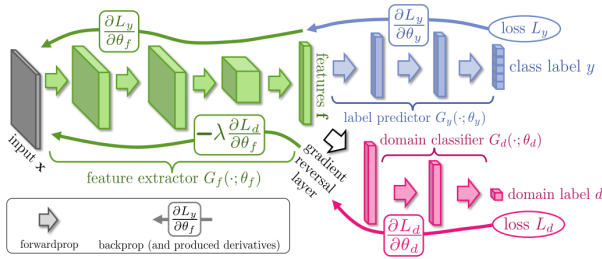 ∂L_y/∂θ_f
∂L_y/∂θ_y
loss L_y
class label y
features f
label predictor G_y(·;θ_y)
input x
−λ ∂L_d/∂θ_f
feature extractor G_f(·;θ_f)
gradient
reversal
layer
domain classifier G_d(·;θ_d)
domain label d
∂L_d/∂θ_d
loss L_d
forwardprop
∂L_y/∂θ_f
backprop (and produced derivatives)